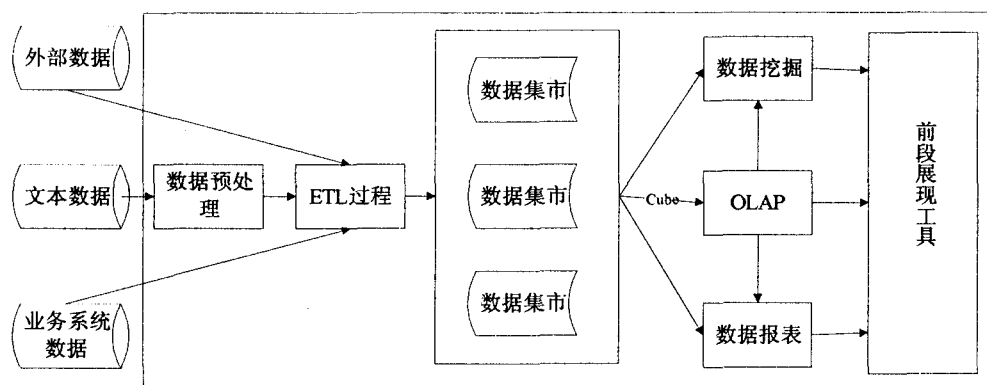 外部数据
文本数据
业务系统
数据
数据预处
理
ETL过程
数据集市
数据集市
数据集市
Cube
数据挖掘
OLAP
数据报表
前段展现工具